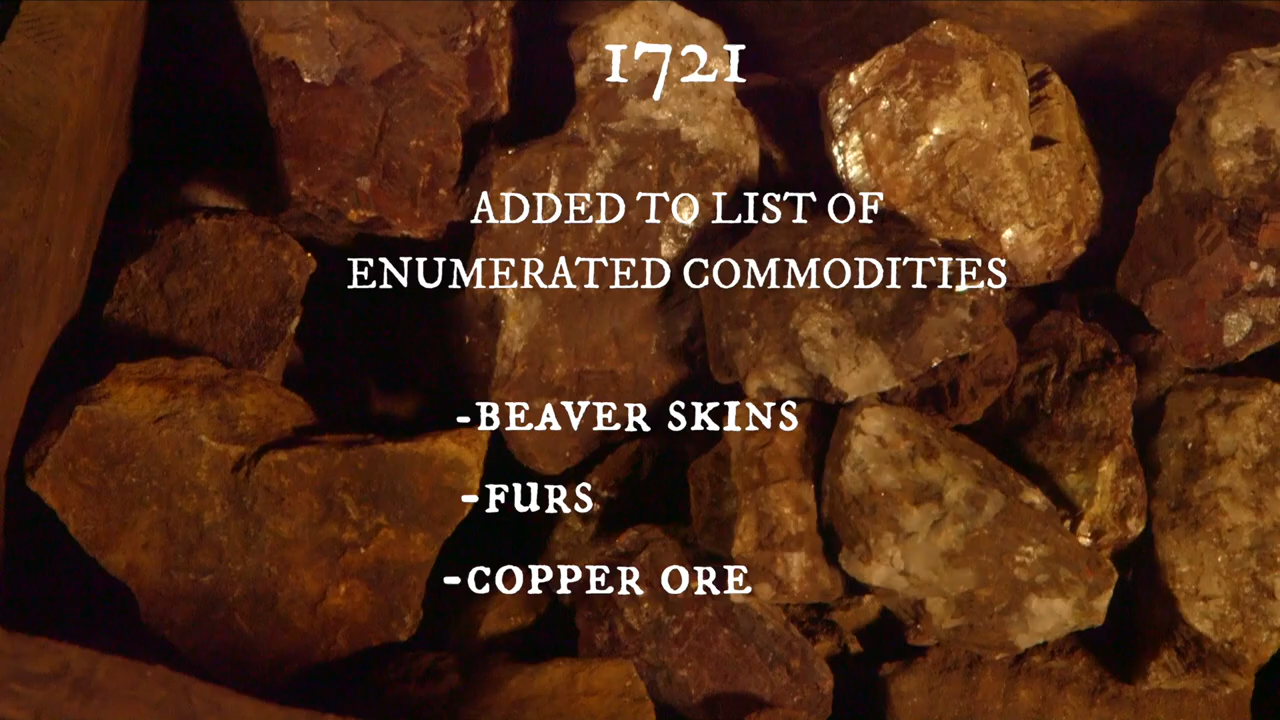 1721
ADDED TO LIST OF
ENUMERATED COMMODITIES
-BEAVER SKINS
-FURS
-COPPER ORE